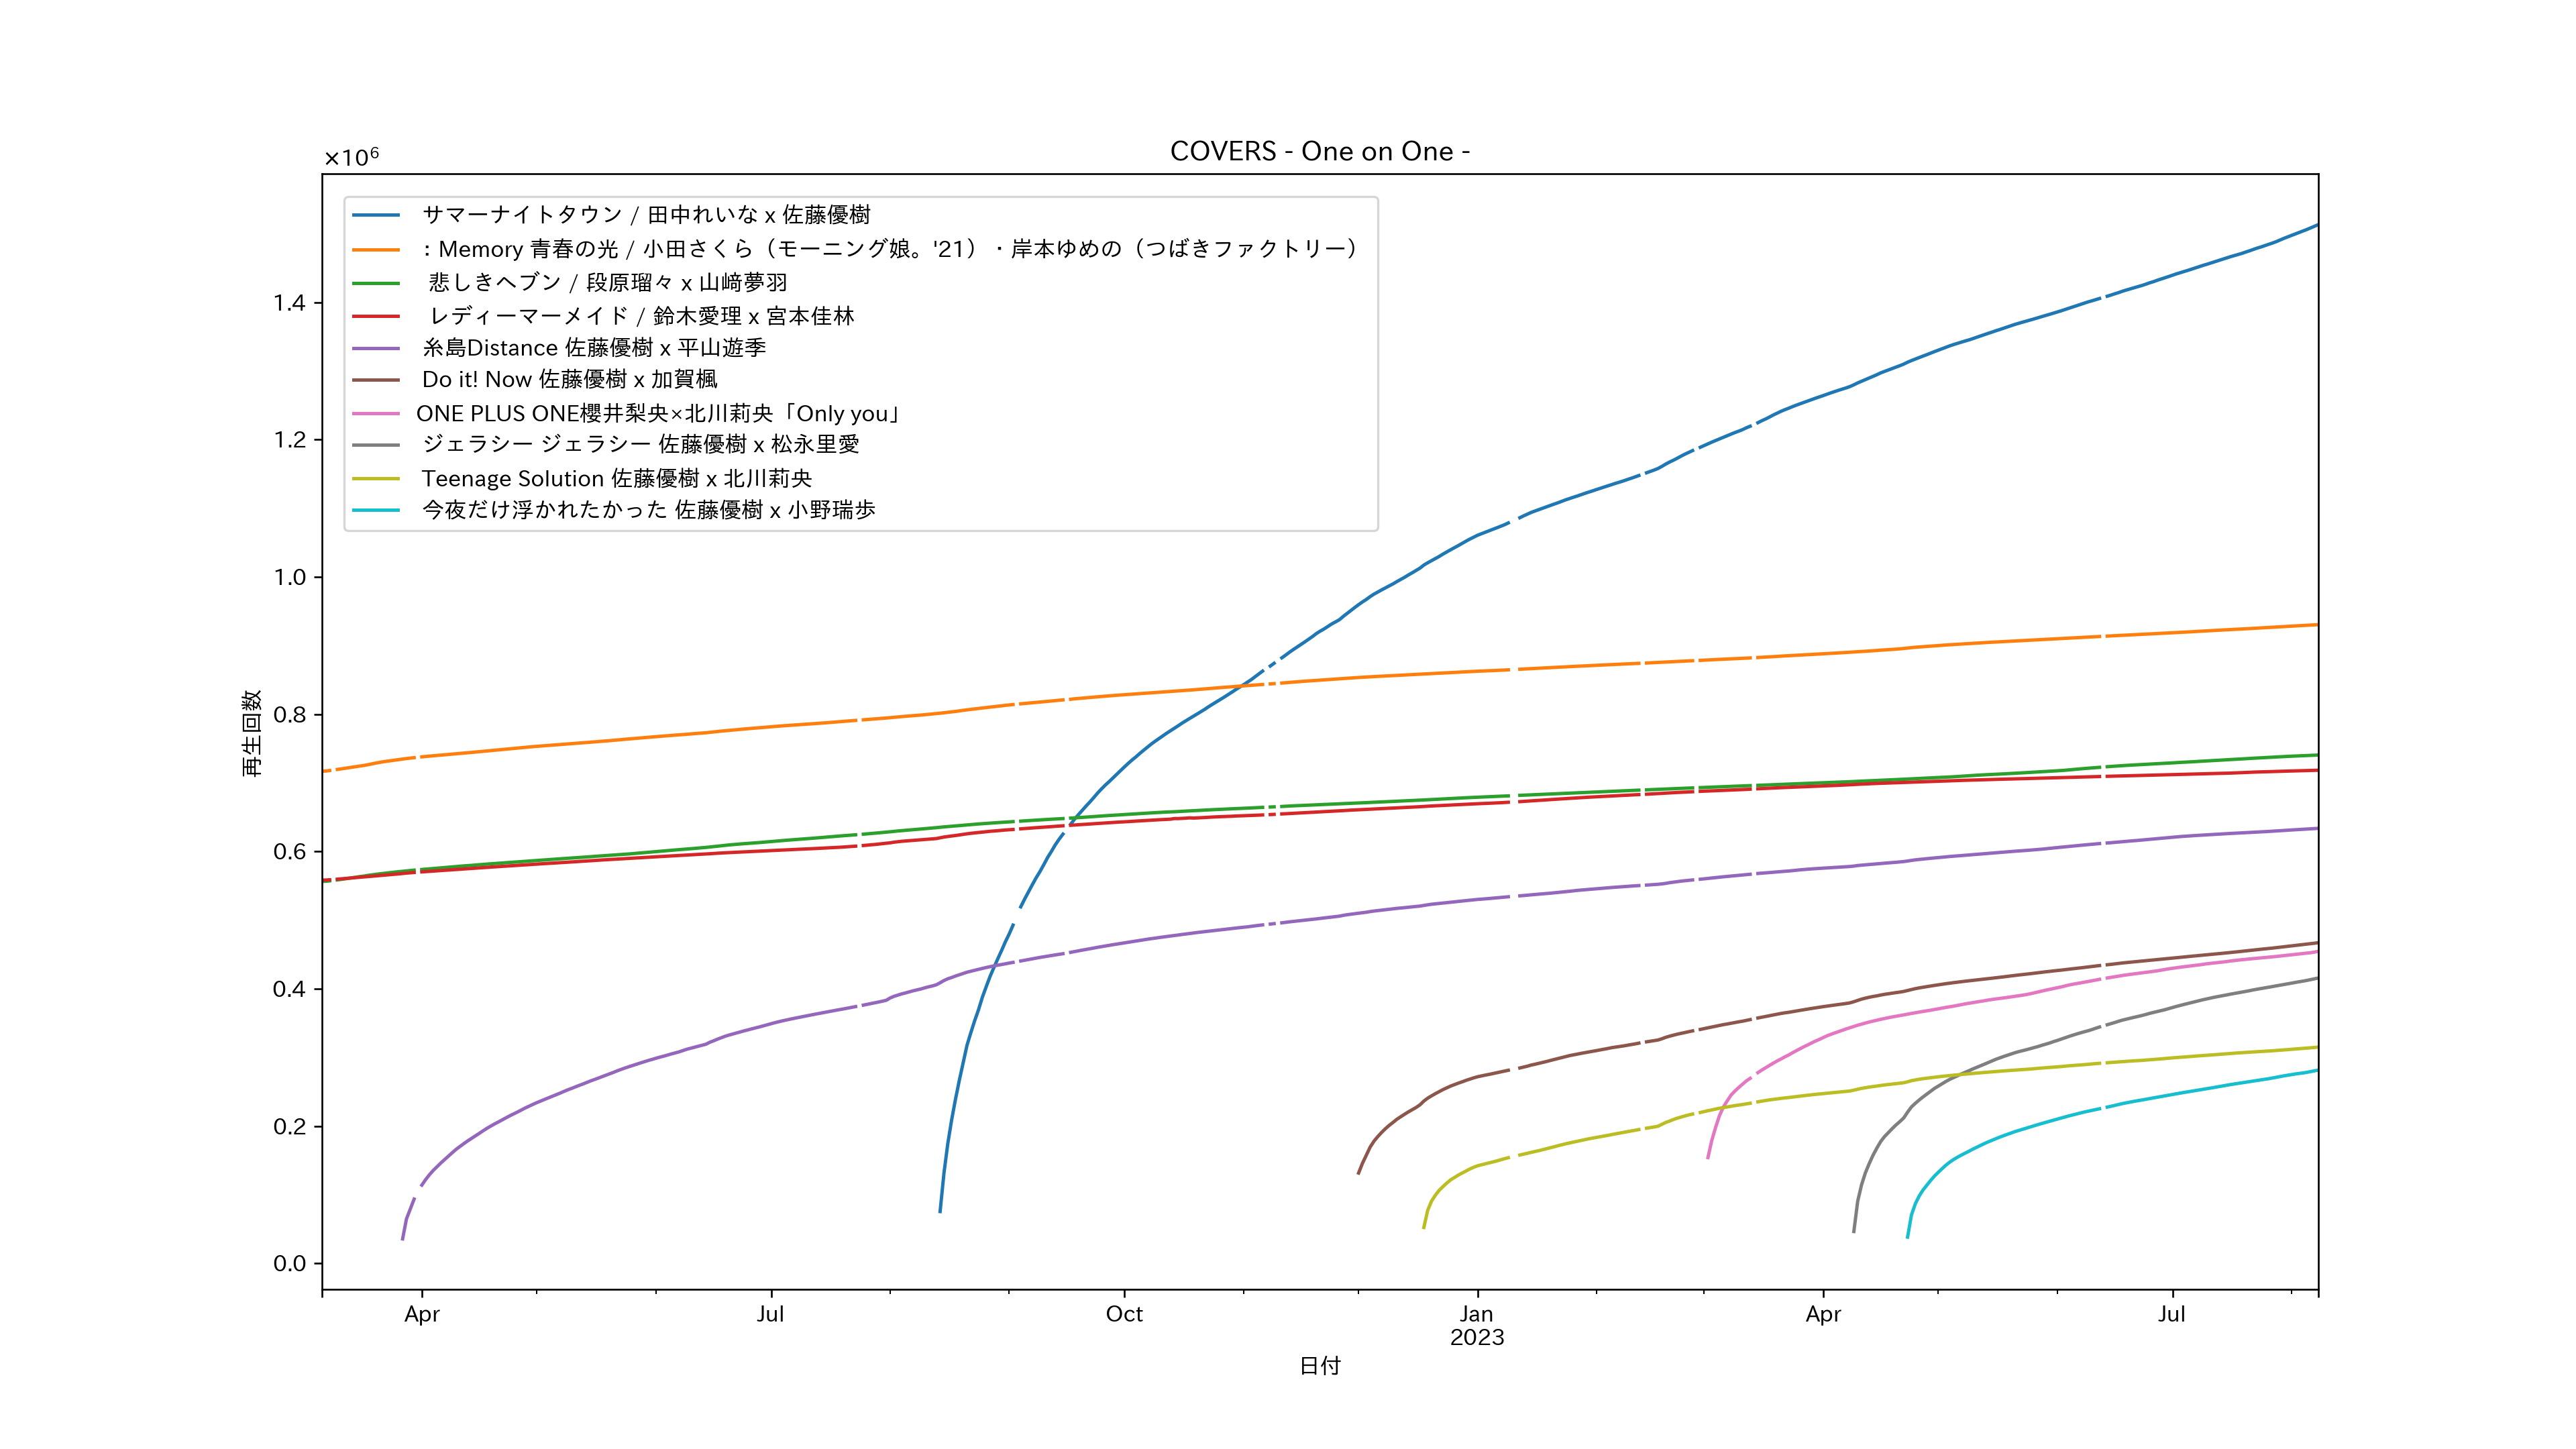 COVERS - One on One -
×10⁶
サマーナイトタウン / 田中れいな x 佐藤優樹
: Memory 青春の光 / 小田さくら（モーニング娘。'21）・岸本ゆめの（つばきファクトリー）
悲しきヘブン / 段原瑠々 x 山﨑夢羽
レディーマーメイド / 鈴木愛理 x 宮本佳林
糸島Distance 佐藤優樹 x 平山遊季
Do it! Now 佐藤優樹 x 加賀楓
ONE PLUS ONE櫻井梨央×北川莉央「Only you」
ジェラシー ジェラシー 佐藤優樹 x 松永里愛
Teenage Solution 佐藤優樹 x 北川莉央
今夜だけ浮かれたかった 佐藤優樹 x 小野瑞歩
1.4
1.2
1.0
0.8
0.6
0.4
0.2
0.0
再生回数
Apr Jul Oct Jan Apr Jul
2023
日付